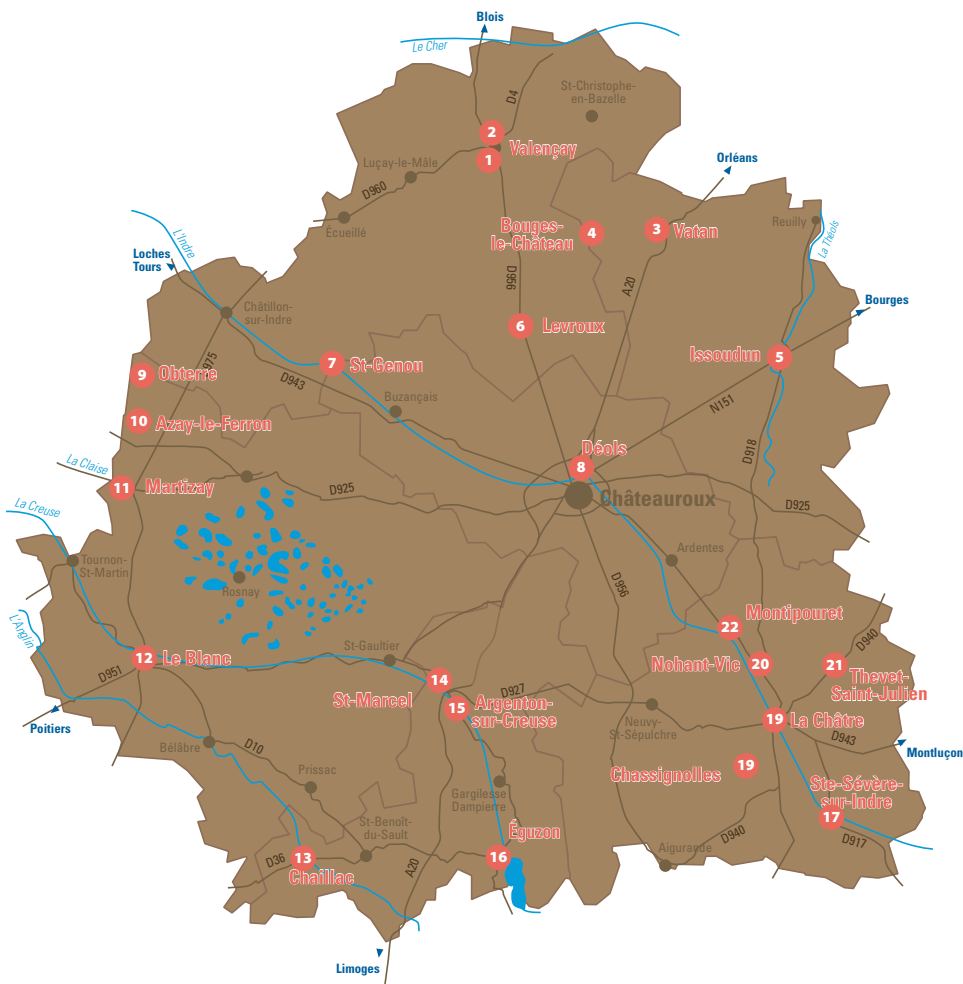 Blois
Le Cher
D4
St-Christophe-
en-Bazelle
2
Valençay
1
Luçay-le-Mâle
D960
Écueillé
Orléans
Bouges-
le-Château
4
3
Vatan
Reuilly
La Théols
L'Indre
Loches
Tours
D956
A20
Bourges
Châtillon-
sur-Indre
6
Levroux
Issoudun
5
7
St-Genou
9
Obterre
D943
Buzançais
N151
10
Azay-le-Ferron
D918
La Claise
11
Martizay
Déols
8
D925
Châteauroux
D925
La Creuse
Tournon-
St-Martin
Rosnay
Ardentes
D956
L'Anglin
Montipouret
22
D940
12
Le Blanc
St-Gaultier
Nohant-Vic
20
21
Thevet-
Saint-Julien
D951
14
St-Marcel
D927
15
Argenton-
sur-Creuse
Neuvy-
St-Sépulchre
19
La Châtre
Poitiers
Bélâbre
D10
D943
Montluçon
Prissac
Chassignolles
19
Gargilesse
Dampierre
Ste-Sévère-
sur-Indre
17
St-Benoît-
du-Sault
Éguzon
16
D940
D917
Aigurande
D36
13
Chaillac
A20
Limoges